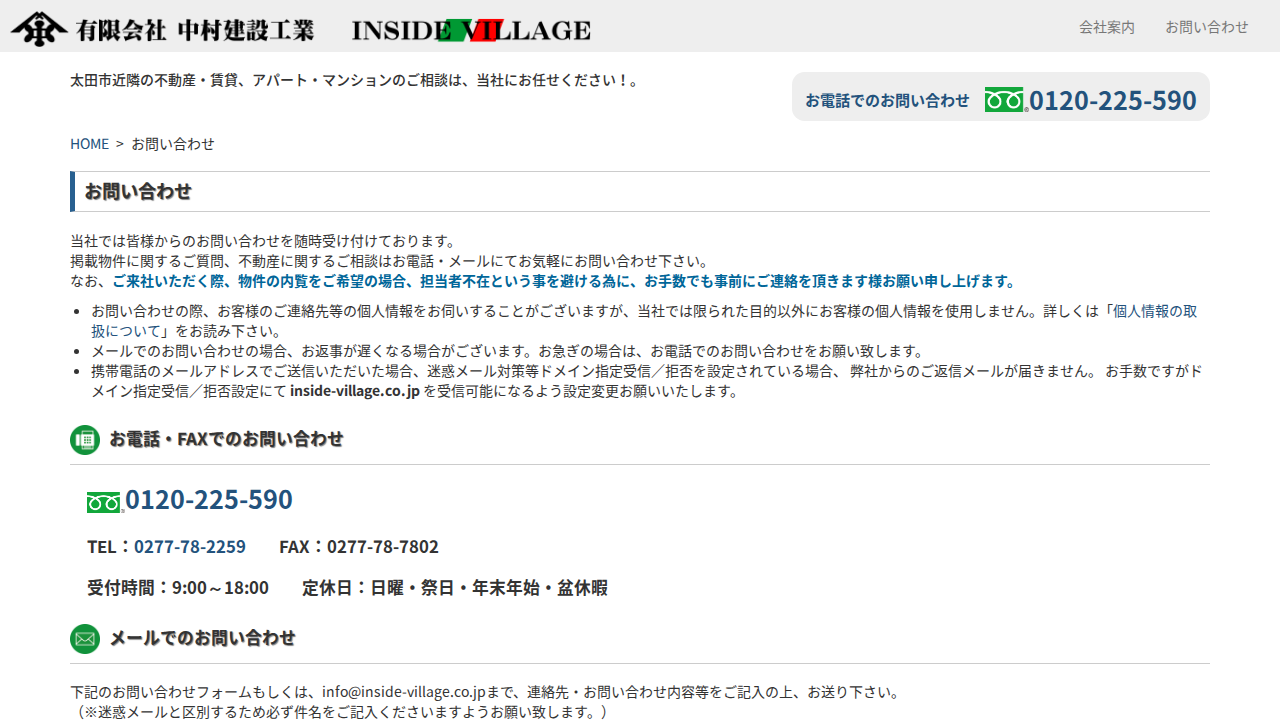 有限会社 中村建設工業 INSIDE VILLAGE 会社案内 お問い合わせ
太田市近隣の不動産・賃貸、アパート・マンションのご相談は、当社にお任せください！。
お電話でのお問い合わせ 0120-225-590
HOME > お問い合わせ
お問い合わせ
当社では皆様からのお問い合わせを随時受け付けております。
掲載物件に関するご質問、不動産に関するご相談はお電話・メールにてお気軽にお問い合わせ下さい。
なお、ご来社いただく際、物件の内覧をご希望の場合、担当者不在という事を避ける為に、お手数でも事前にご連絡を頂きます様お願い申し上げます。
・お問い合わせの際、お客様のご連絡先等の個人情報をお伺いすることがございますが、当社では限られた目的以外にお客様の個人情報を使用しません。詳しくは「個人情報の取
扱について」をお読み下さい。
・メールでのお問い合わせの場合、お返事が遅くなる場合がございます。お急ぎの場合は、お電話でのお問い合わせをお願い致します。
・携帯電話のメールアドレスでご送信いただいた場合、迷惑メール対策等ドメイン指定受信／拒否を設定されている場合、 弊社からのご返信メールが届きません。 お手数ですがド
メイン指定受信／拒否設定にて inside-village.co.jp を受信可能になるよう設定変更お願いいたします。
お電話・FAXでのお問い合わせ
0120-225-590
TEL：0277-78-2259 FAX：0277-78-7802
受付時間：9:00～18:00 定休日：日曜・祭日・年末年始・盆休暇
メールでのお問い合わせ
下記のお問い合わせフォームもしくは、info@inside-village.co.jpまで、連絡先・お問い合わせ内容等をご記入の上、お送り下さい。
（※迷惑メールと区別するため必ず件名をご記入くださいますようお願い致します。）